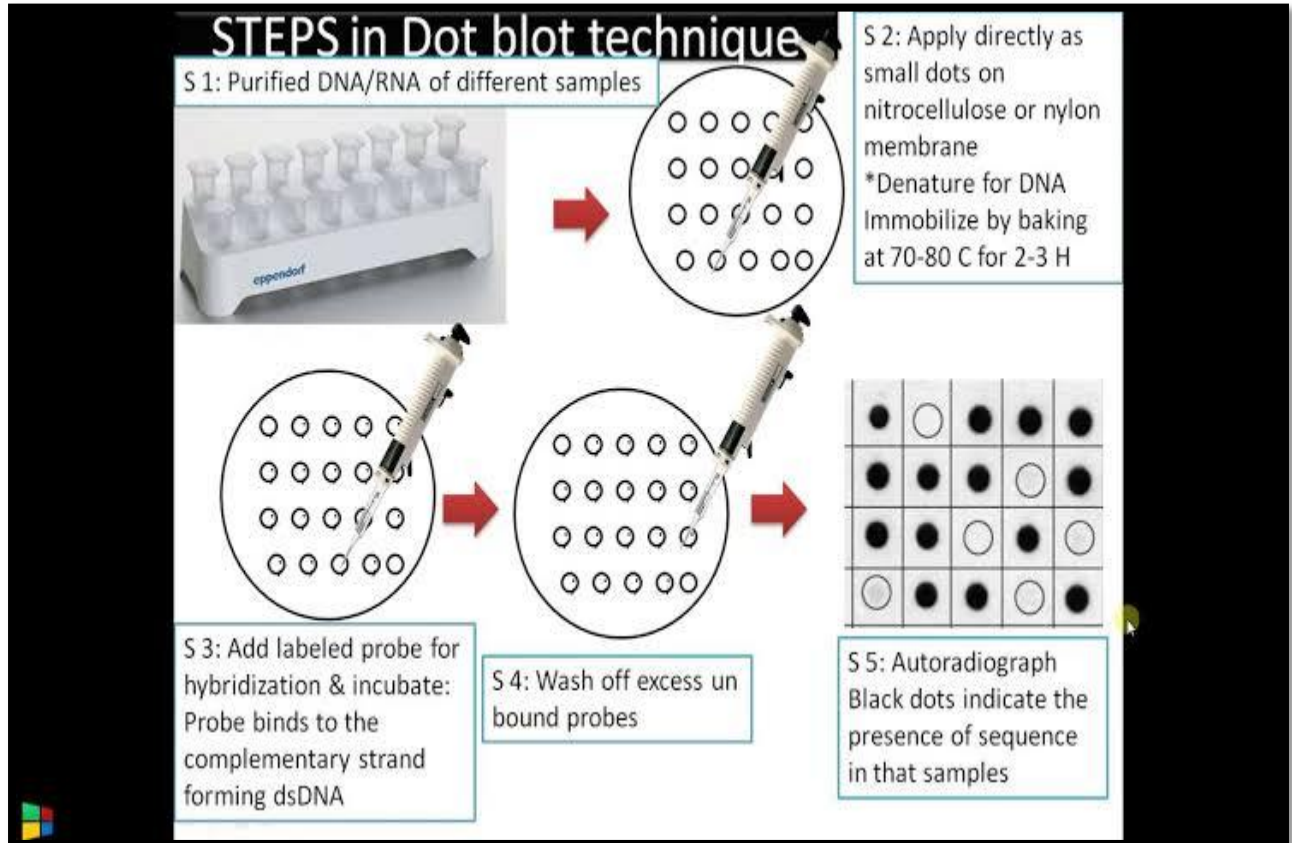 STEPS in Dot blot technique
S 1: Purified DNA/RNA of different samples
S 2: Apply directly as
small dots on
nitrocellulose or nylon
membrane
*Denature for DNA
Immobilize by baking
at 70-80 C for 2-3 H
eppendorf
S 3: Add labeled probe for
hybridization & incubate:
Probe binds to the
complementary strand
forming dsDNA
S 4: Wash off excess un
bound probes
S 5: Autoradiograph
Black dots indicate the
presence of sequence
in that samples